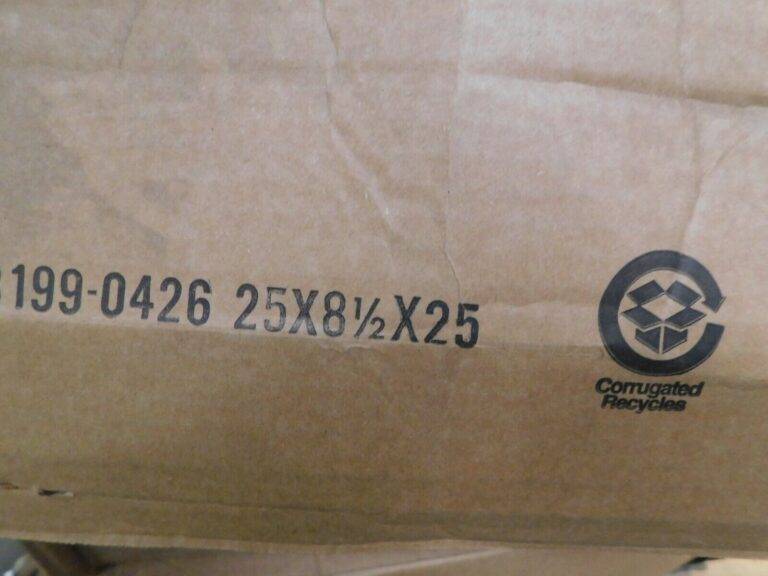 199-0426 25X8½X25
Corrugated
Recycles